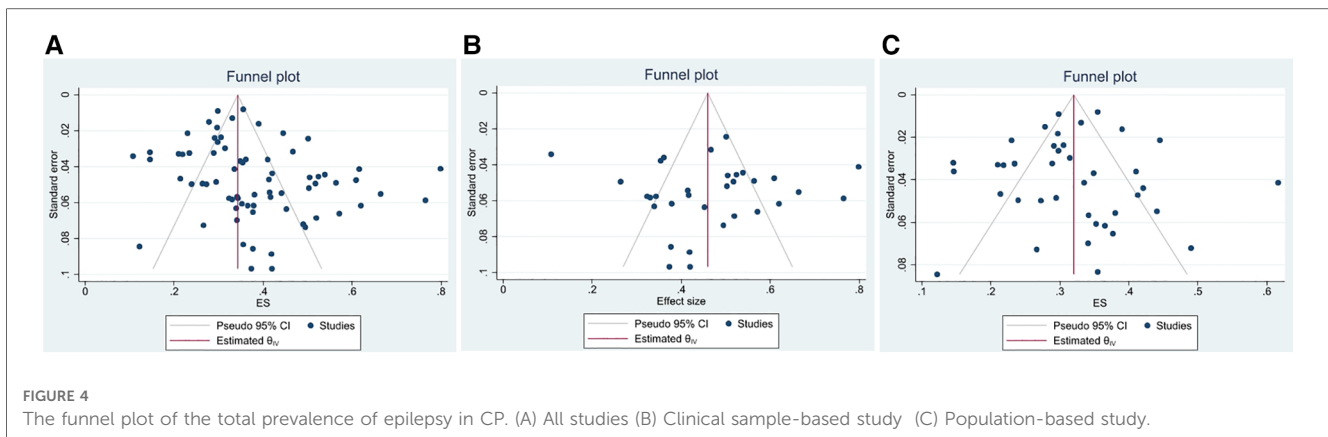 A
Funnel plot
Standard error
0
.02
.04
.06
.08
.1
0
.2
.4
.6
.8
ES
Pseudo 95% CI
Studies
Estimated θIV
B
Funnel plot
Standard error
0
.02
.04
.06
.08
.1
0
.2
.4
.6
.8
Effect size
Pseudo 95% CI
Studies
Estimated θIV
C
Funnel plot
Standard error
0
.02
.04
.06
.08
.1
.2
.3
.4
.5
.6
ES
Pseudo 95% CI
Studies
Estimated θIV
FIGURE 4
The funnel plot of the total prevalence of epilepsy in CP. (A) All studies (B) Clinical sample-based study (C) Population-based study.